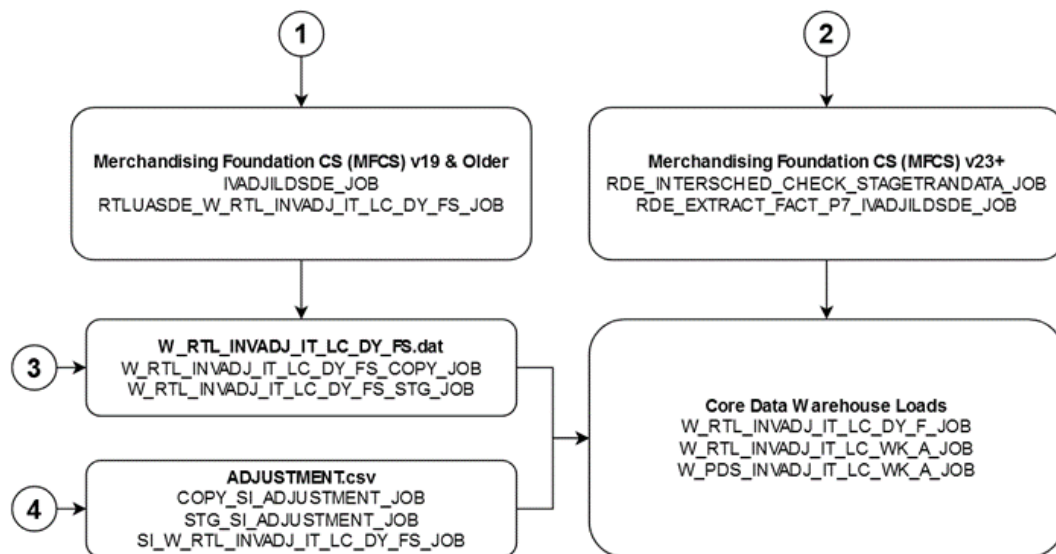 1
2
Merchandising Foundation CS (MFCS) v19 & Older
IVADJILDSDE_JOB
RTLUASDE_W_RTL_INVADJ_IT_LC_DY_FS_JOB
Merchandising Foundation CS (MFCS) v23+
RDE_INTERSCHED_CHECK_STAGETRANDATA_JOB
RDE_EXTRACT_FACT_P7_IVADJILDSDE_JOB
3
W_RTL_INVADJ_IT_LC_DY_FS.dat
W_RTL_INVADJ_IT_LC_DY_FS_COPY_JOB
W_RTL_INVADJ_IT_LC_DY_FS_STG_JOB
4
ADJUSTMENT.csv
COPY_SI_ADJUSTMENT_JOB
STG_SI_ADJUSTMENT_JOB
SI_W_RTL_INVADJ_IT_LC_DY_FS_JOB
Core Data Warehouse Loads
W_RTL_INVADJ_IT_LC_DY_F_JOB
W_RTL_INVADJ_IT_LC_WK_A_JOB
W_PDS_INVADJ_IT_LC_WK_A_JOB